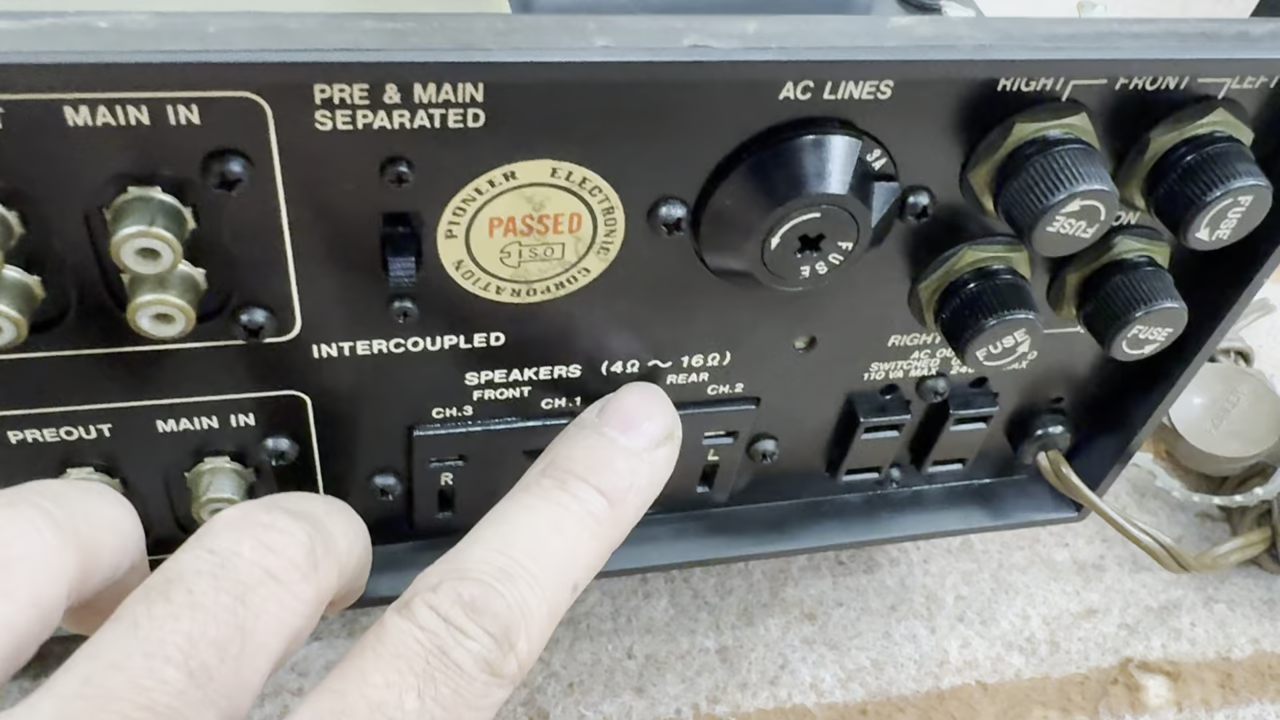 MAIN IN
PRE & MAIN
SEPARATED
PIONEER ELECTRONIC CORPORATION
PASSED
ISO
INTERCOUPLED
AC LINES
3A
FUSE
RIGHT FRONT LEFT
FUSE
FUSE
FUSE
FUSE
RIGHT
SWITCHED
110 VA MAX
SPEAKERS (4Ω ~ 16Ω)
FRONT
REAR
CH.3
CH.1
CH.2
R
L
PREOUT
MAIN IN